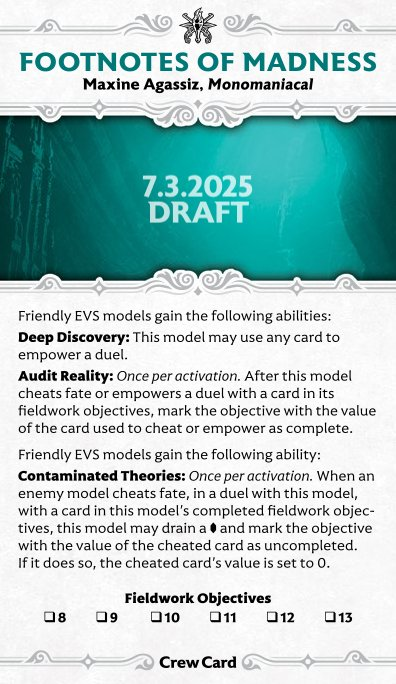 FOOTNOTES OF MADNESS
Maxine Agassiz, Monomaniacal
7.3.2025
DRAFT
Friendly EVS models gain the following abilities:
Deep Discovery: This model may use any card to
empower a duel.
Audit Reality: Once per activation. After this model
cheats fate or empowers a duel with a card in its
fieldwork objectives, mark the objective with the value
of the card used to cheat or empower as complete.
Friendly EVS models gain the following ability:
Contaminated Theories: Once per activation. When an
enemy model cheats fate, in a duel with this model,
with a card in this model's completed fieldwork objec-
tives, this model may drain a ⬮ and mark the objective
with the value of the cheated card as uncompleted.
If it does so, the cheated card's value is set to 0.
Fieldwork Objectives
❑ 8 ❑ 9 ❑ 10 ❑ 11 ❑ 12 ❑ 13
Crew Card